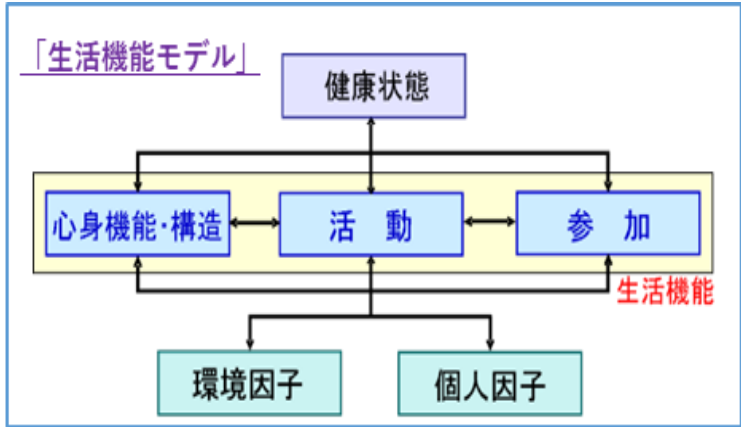 「生活機能モデル」
健康状態
心身機能・構造
活　動
参　加
生活機能
環境因子
個人因子